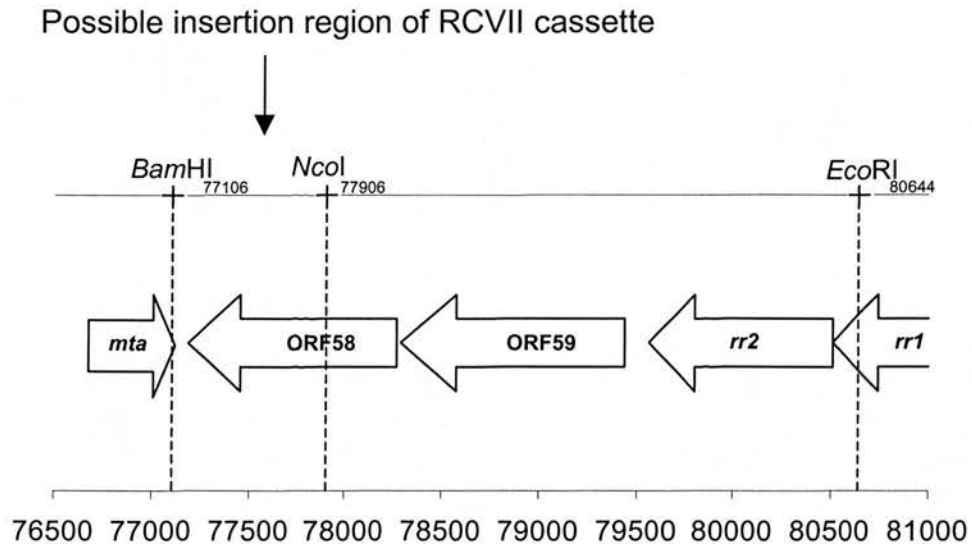 Possible insertion region of RCVII cassette
BamHI NcoI EcoRI
77106 77906 80644
mta ORF58 ORF59 rr2 rr1
76500 77000 77500 78000 78500 79000 79500 80000 80500 81000